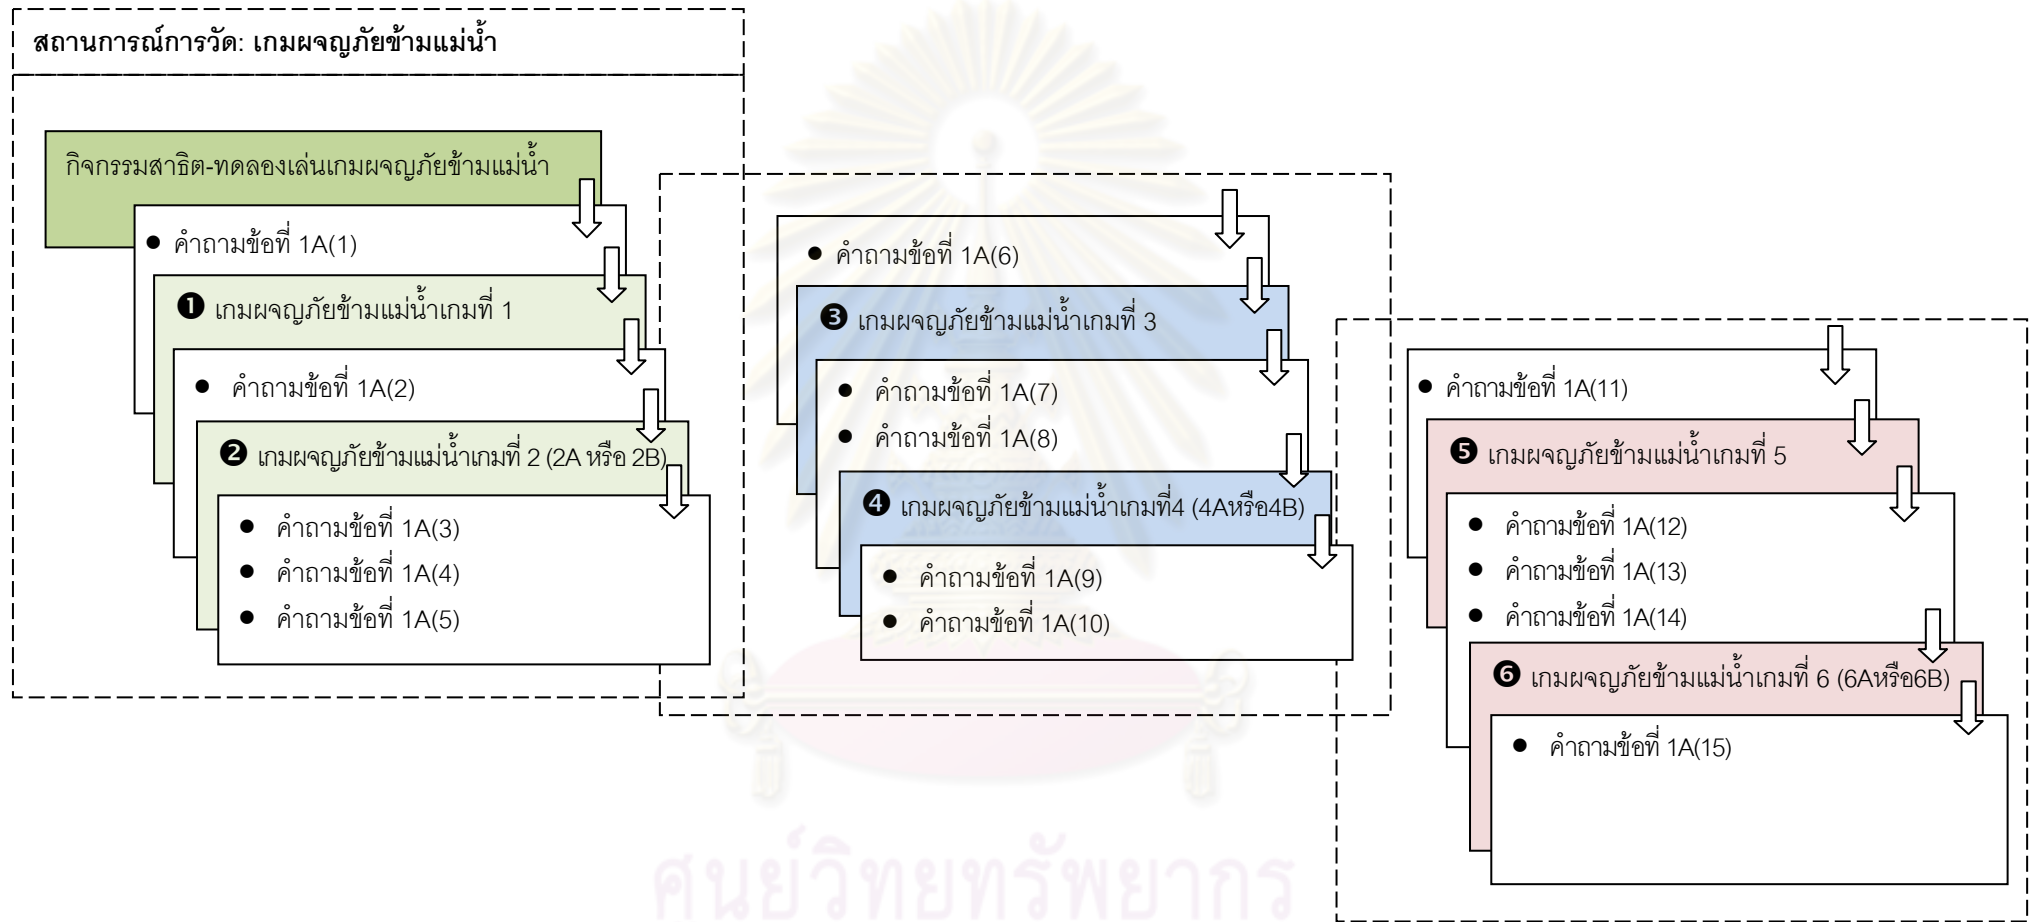 สถานการณ์การวัด: เกมผจญภัยข้ามแม่น้ำ
กิจกรรมสาธิต-ทดลองเล่นเกมผจญภัยข้ามแม่น้ำ
● คำถามข้อที่ 1A(1)
❶ เกมผจญภัยข้ามแม่น้ำเกมที่ 1
● คำถามข้อที่ 1A(2)
❷ เกมผจญภัยข้ามแม่น้ำเกมที่ 2 (2A หรือ 2B)
● คำถามข้อที่ 1A(3)
● คำถามข้อที่ 1A(4)
● คำถามข้อที่ 1A(5)
● คำถามข้อที่ 1A(6)
❸ เกมผจญภัยข้ามแม่น้ำเกมที่ 3
● คำถามข้อที่ 1A(7)
● คำถามข้อที่ 1A(8)
❹ เกมผจญภัยข้ามแม่น้ำเกมที่4 (4Aหรือ4B)
● คำถามข้อที่ 1A(9)
● คำถามข้อที่ 1A(10)
● คำถามข้อที่ 1A(11)
❺ เกมผจญภัยข้ามแม่น้ำเกมที่ 5
● คำถามข้อที่ 1A(12)
● คำถามข้อที่ 1A(13)
● คำถามข้อที่ 1A(14)
❻ เกมผจญภัยข้ามแม่น้ำเกมที่ 6 (6Aหรือ6B)
● คำถามข้อที่ 1A(15)
ศูนย์วิทยทรัพยากร